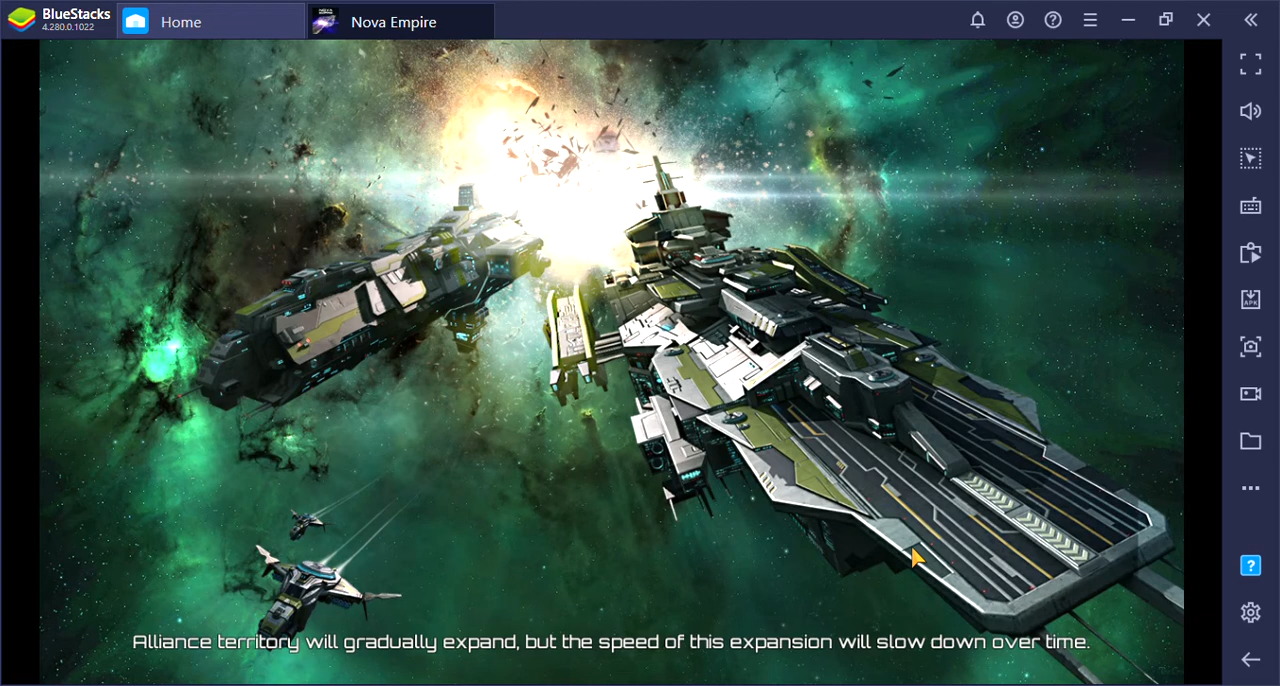 BlueStacks
4.280.0.1022
Home
Nova Empire
APK
Alliance territory will gradually expand, but the speed of this expansion will slow down over time.